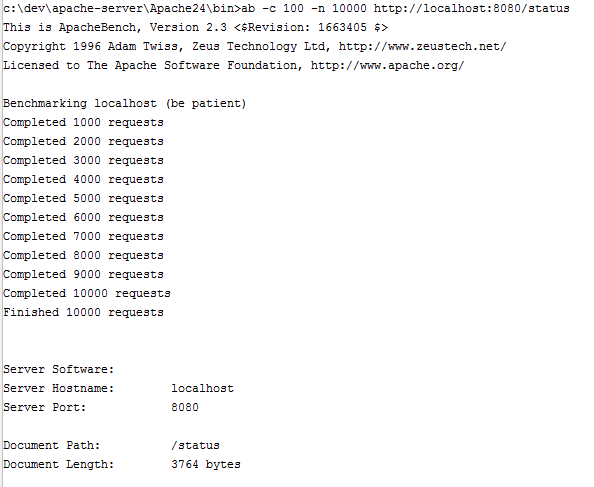 c:\dev\apache-server\Apache24\bin>ab -c 100 -n 10000 http://localhost:8080/status
This is ApacheBench, Version 2.3 <$Revision: 1663405 $>
Copyright 1996 Adam Twiss, Zeus Technology Ltd, http://www.zeustech.net/
Licensed to The Apache Software Foundation, http://www.apache.org/

Benchmarking localhost (be patient)
Completed 1000 requests
Completed 2000 requests
Completed 3000 requests
Completed 4000 requests
Completed 5000 requests
Completed 6000 requests
Completed 7000 requests
Completed 8000 requests
Completed 9000 requests
Completed 10000 requests
Finished 10000 requests

Server Software:
Server Hostname:        localhost
Server Port:            8080

Document Path:          /status
Document Length:        3764 bytes